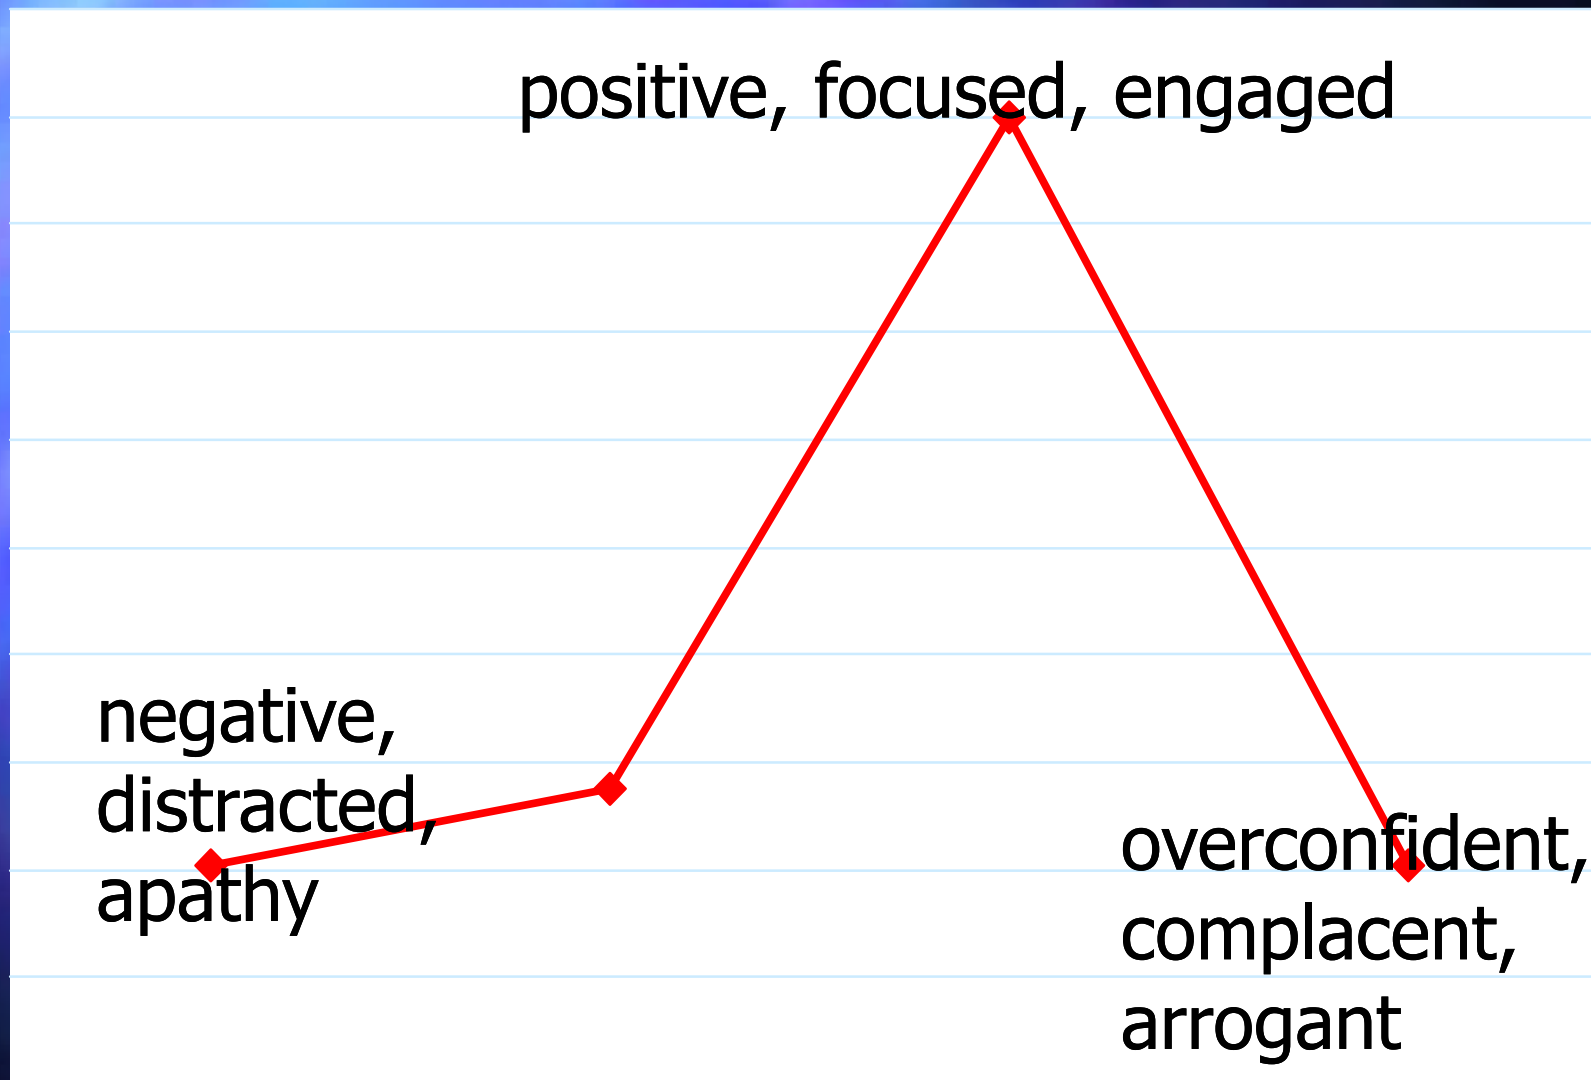 positive, focused, engaged
negative,
distracted,
apathy
overconfident,
complacent,
arrogant